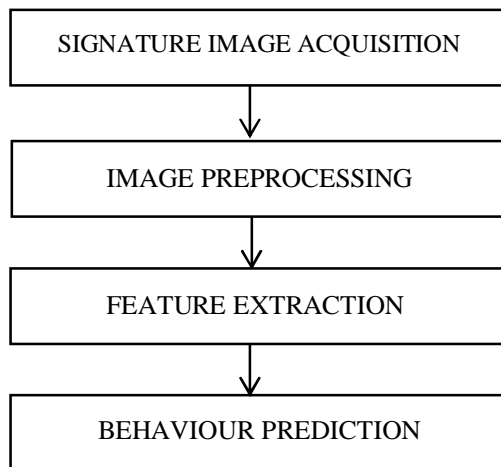 SIGNATURE IMAGE ACQUISITION
IMAGE PREPROCESSING
FEATURE EXTRACTION
BEHAVIOUR PREDICTION